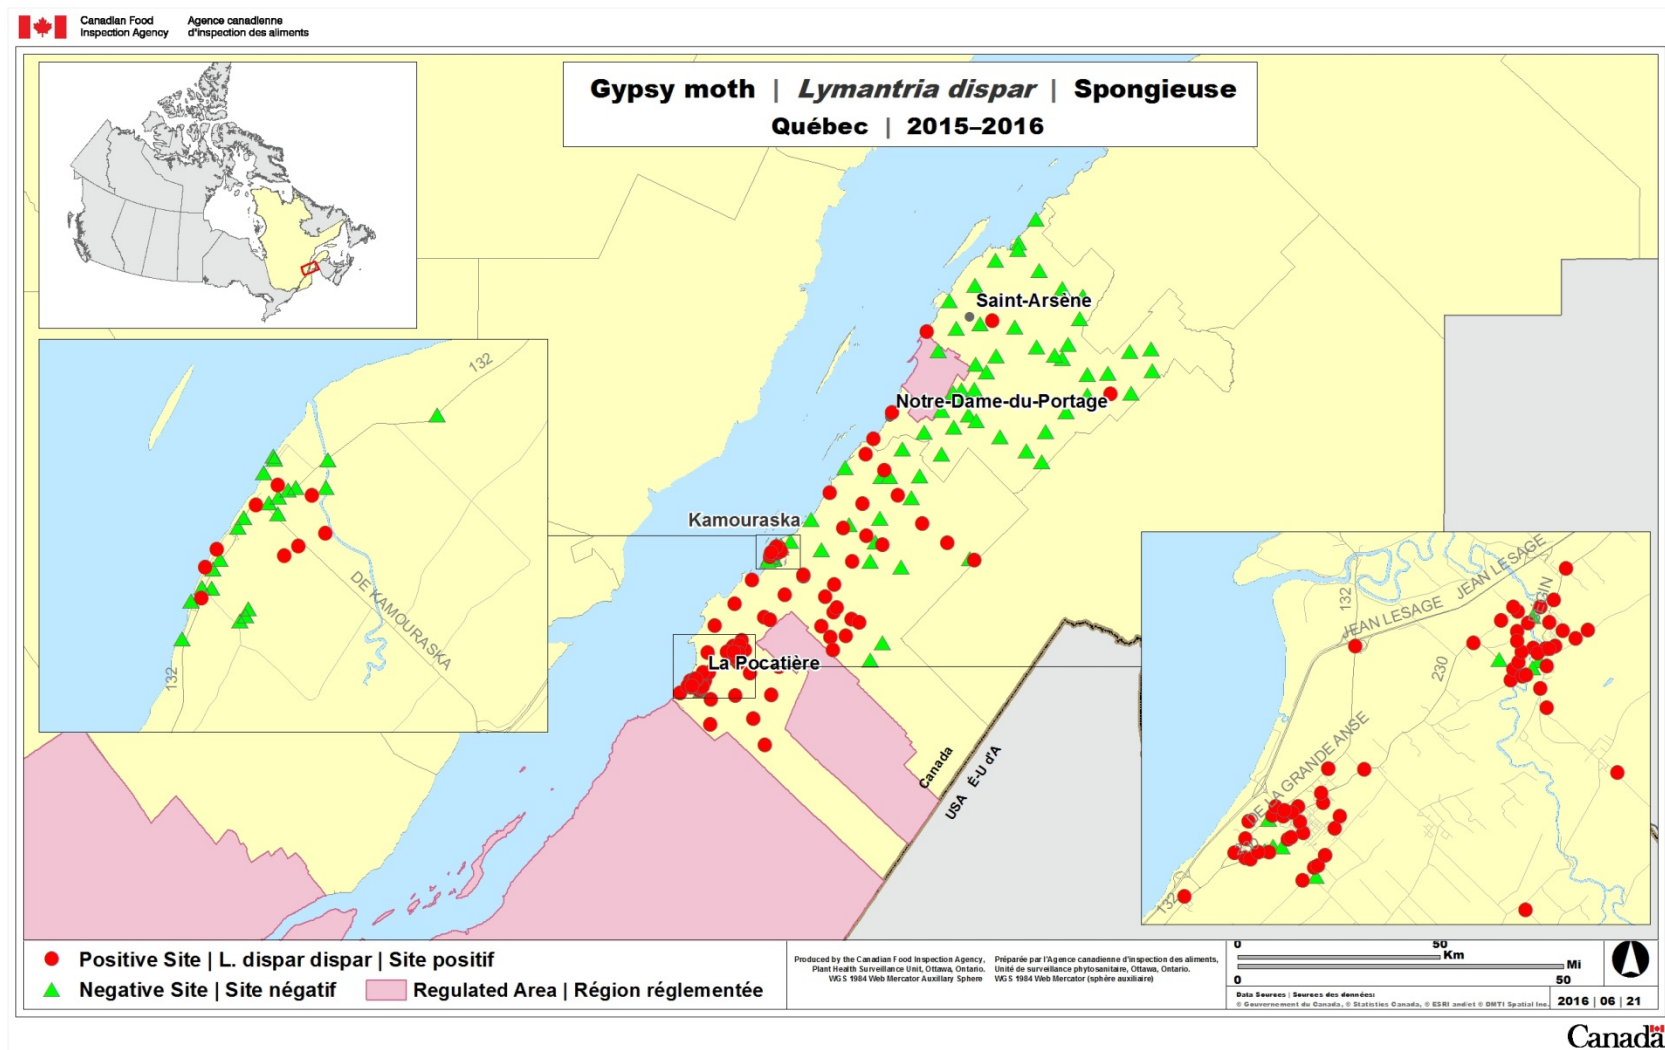 Canadian Food
Inspection Agency
Agence canadienne
d'inspection des aliments
Gypsy moth | Lymantria dispar | Spongieuse
Québec | 2015–2016
Saint-Arsène
Notre-Dame-du-Portage
Kamouraska
La Pocatière
Canada
USA É-U d'A
132
DE KAMOURASKA
132
132
JEAN LESAGE
JEAN LESAGE
230
DE LA GRANDE ANSE
132
Positive Site | L. dispar dispar | Site positif
Negative Site | Site négatif
Regulated Area | Région réglementée
Produced by the Canadian Food Inspection Agency,
Plant Health Surveillance Unit, Ottawa, Ontario.
WGS 1984 Web Mercator Auxillary Sphere
Préparée par l'Agence canadienne d'inspection des aliments,
Unité de surveillance phytosanitaire, Ottawa, Ontario.
WGS 1984 Web Mercator (sphère auxiliaire)
0 50
Km
Mi
0 50
Data Sources | Sources des données:
© Gouvernement du Canada, © Statistics Canada, © ESRI and/et © DMTI Spatial Inc.
2016 | 06 | 21
Canada